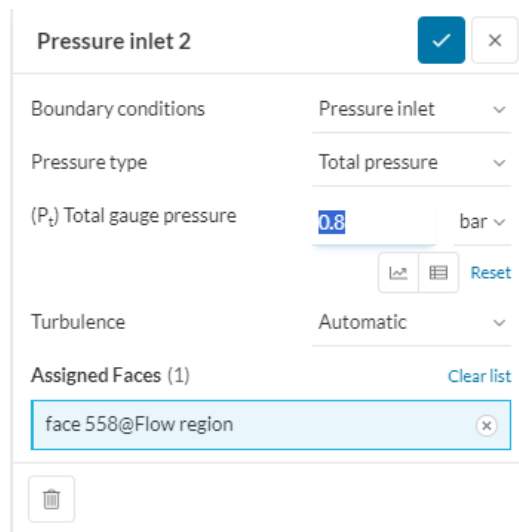 Pressure inlet 2
Boundary conditions Pressure inlet
Pressure type Total pressure
(Pt) Total gauge pressure 0.8 bar
Reset
Turbulence Automatic
Assigned Faces (1) Clear list
face 558@Flow region